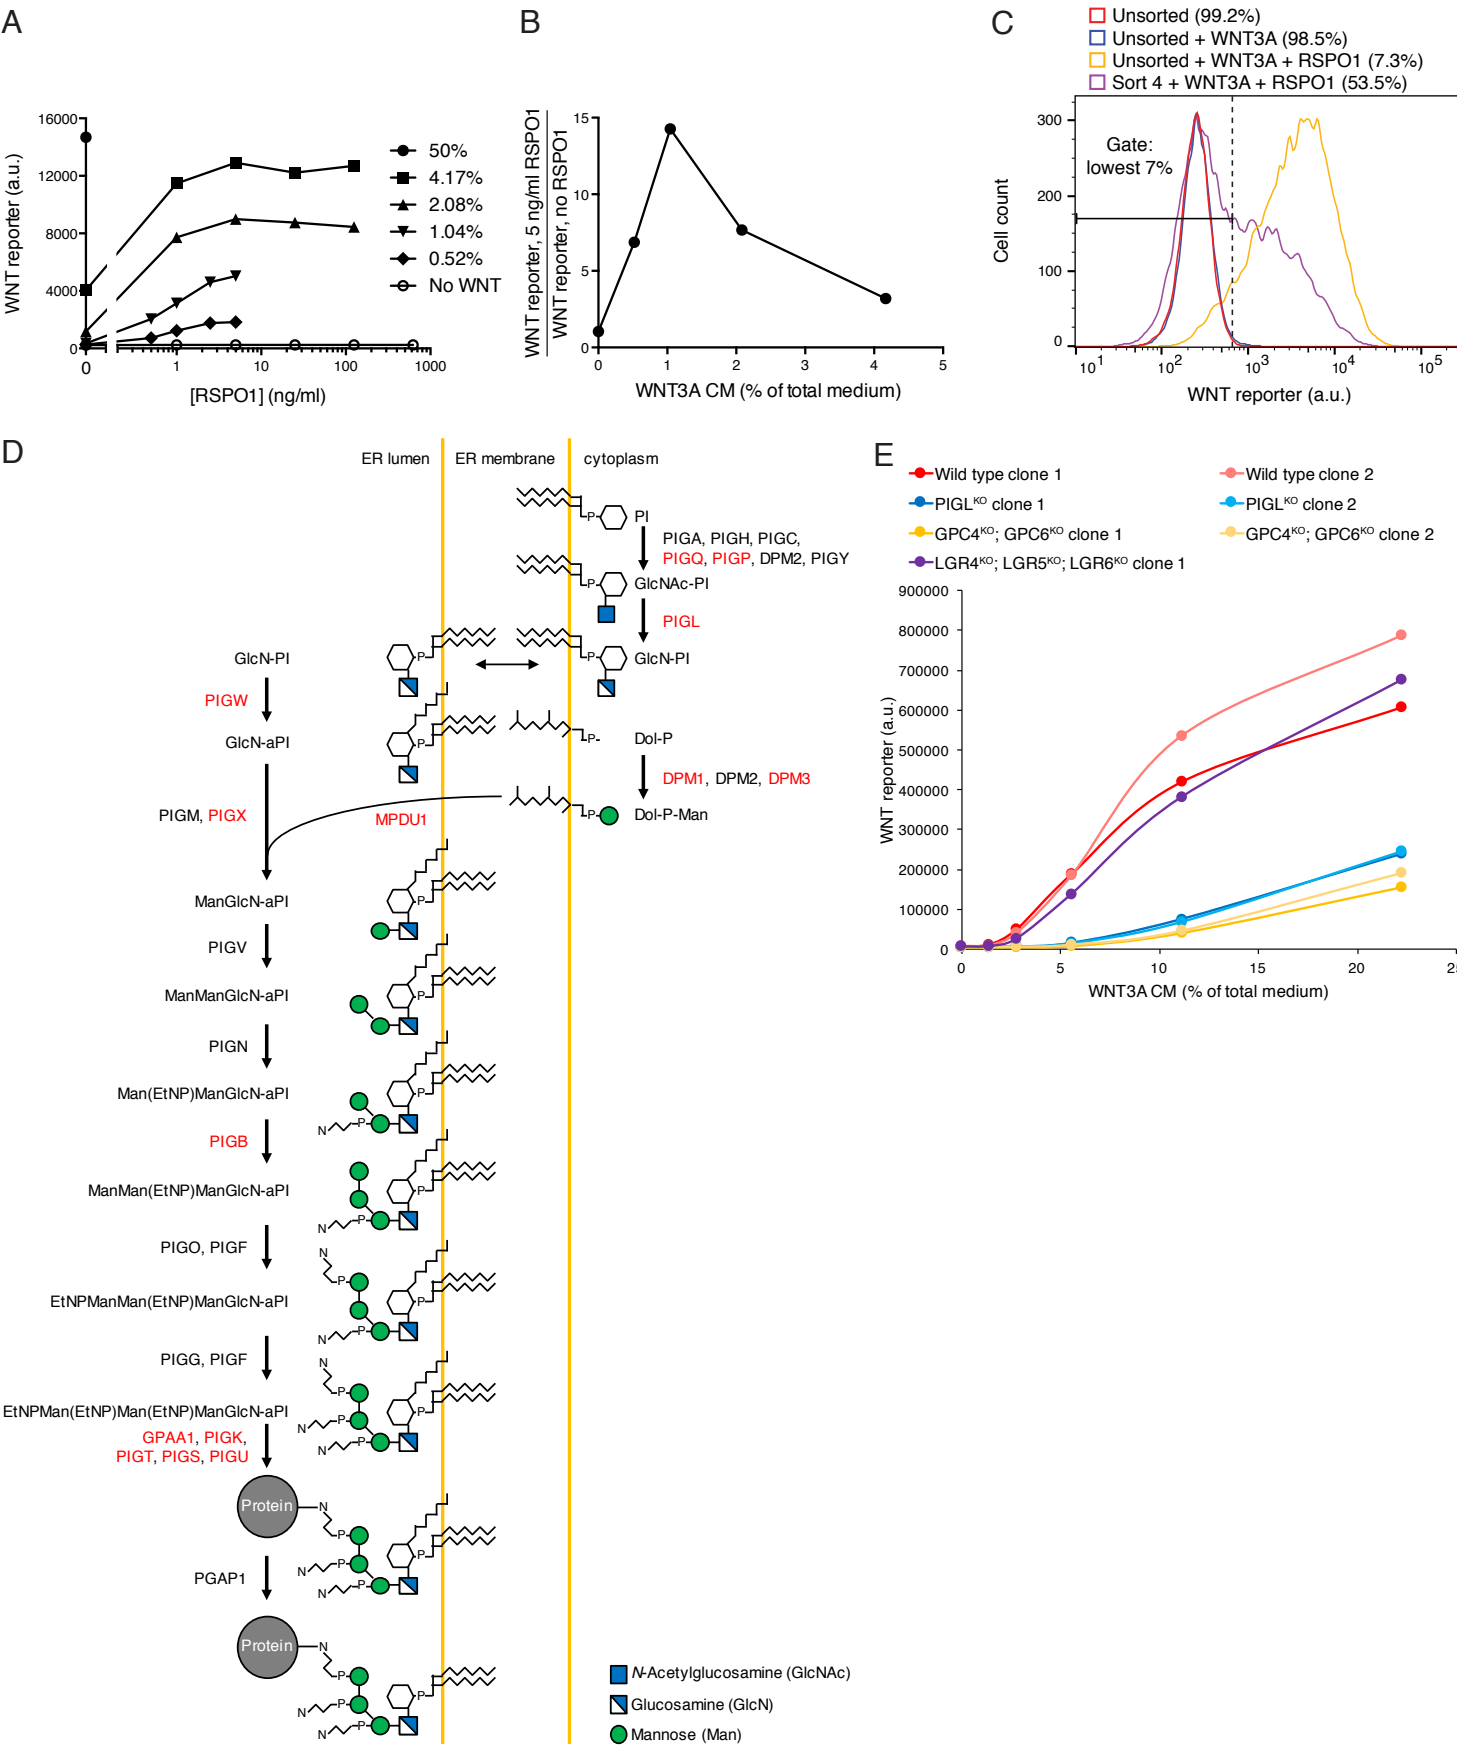 A
WNT reporter (a.u.)
16000
12000
8000
4000
0
0
1
10
100
1000
[RSPO1] (ng/ml)
50%
4.17%
2.08%
1.04%
0.52%
No WNT
B
WNT reporter, 5 ng/ml RSPO1
WNT reporter, no RSPO1
15
10
5
0
0
1
2
3
4
5
WNT3A CM (% of total medium)
C
Unsorted (99.2%)
Unsorted + WNT3A (98.5%)
Unsorted + WNT3A + RSPO1 (7.3%)
Sort 4 + WNT3A + RSPO1 (53.5%)
Cell count
300
200
100
0
Gate:
lowest 7%
10¹
10²
10³
10⁴
10⁵
WNT reporter (a.u.)
D
ER lumen
ER membrane
cytoplasm
P
PI
PIGA, PIGH, PIGC,
PIGQ, PIGP, DPM2, PIGY
P
GlcNAc-PI
PIGL
GlcN-PI
P
P
GlcN-PI
PIGW
GlcN-aPI
P
P
Dol-P
DPM1, DPM2, DPM3
PIGM, PIGX
MPDU1
P
Dol-P-Man
ManGlcN-aPI
P
PIGV
ManManGlcN-aPI
P
PIGN
Man(EtNP)ManGlcN-aPI
P
N
P
PIGB
ManMan(EtNP)ManGlcN-aPI
P
N
P
PIGO, PIGF
N
P
EtNPManMan(EtNP)ManGlcN-aPI
P
N
P
PIGG, PIGF
N
P
EtNPMan(EtNP)Man(EtNP)ManGlcN-aPI
P
N
P
N
P
GPAA1, PIGK,
PIGT, PIGS, PIGU
Protein
N
P
P
N
P
N
P
PGAP1
Protein
N
P
P
N
P
N
P
N-Acetylglucosamine (GlcNAc)
Glucosamine (GlcN)
Mannose (Man)
E
Wild type clone 1
Wild type clone 2
PIGLᴷᴼ clone 1
PIGLᴷᴼ clone 2
GPC4ᴷᴼ; GPC6ᴷᴼ clone 1
GPC4ᴷᴼ; GPC6ᴷᴼ clone 2
LGR4ᴷᴼ; LGR5ᴷᴼ; LGR6ᴷᴼ clone 1
WNT reporter (a.u.)
900000
800000
700000
600000
500000
400000
300000
200000
100000
0
0
5
10
15
20
25
WNT3A CM (% of total medium)